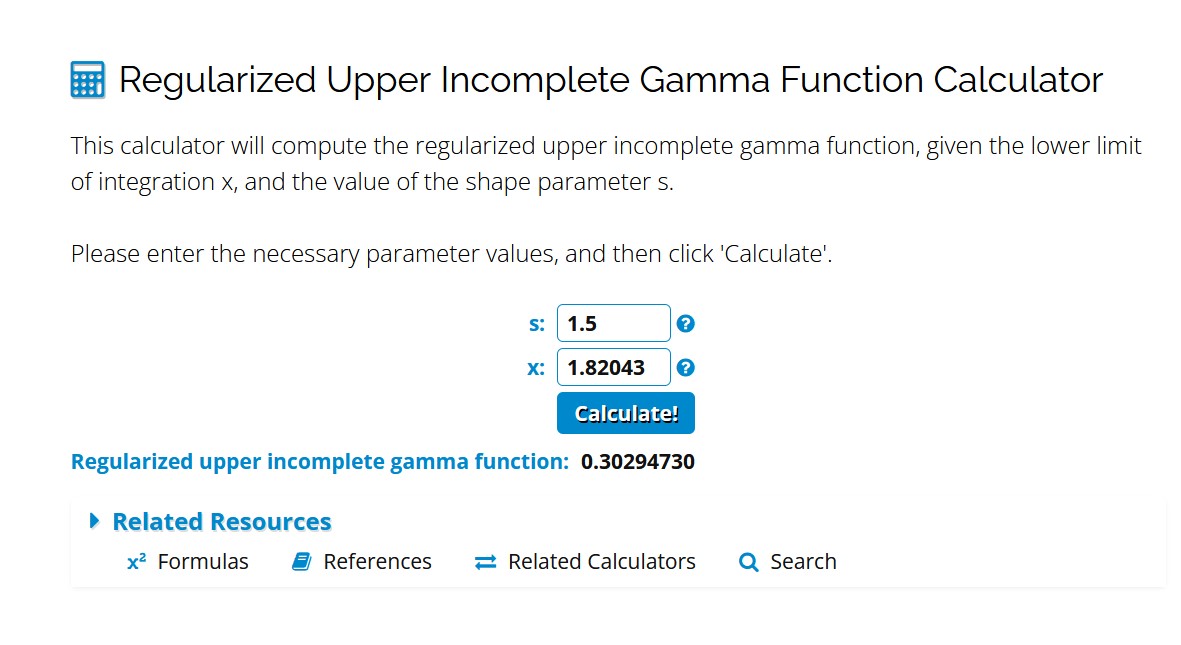 Regularized Upper Incomplete Gamma Function Calculator
This calculator will compute the regularized upper incomplete gamma function, given the lower limit
of integration x, and the value of the shape parameter s.
Please enter the necessary parameter values, and then click 'Calculate'.
s: 1.5 ?
x: 1.82043 ?
Calculate!
Regularized upper incomplete gamma function: 0.30294730
Related Resources
x² Formulas References Related Calculators Search